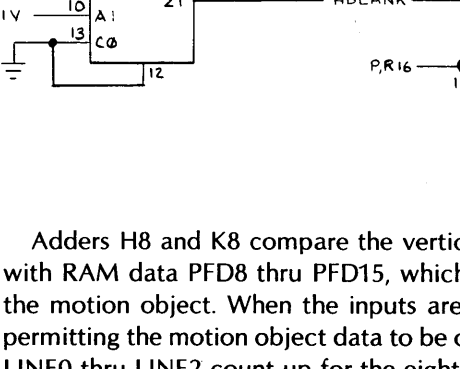 10
21
1V
A1
HBLANK
13
CØ
12
P,R16
1
Adders H8 and K8 compare the vertic
with RAM data PFD8 thru PFD15, which
the motion object. When the inputs are
permitting the motion object data to be
LINE0 thru LINE2 count up for the eight